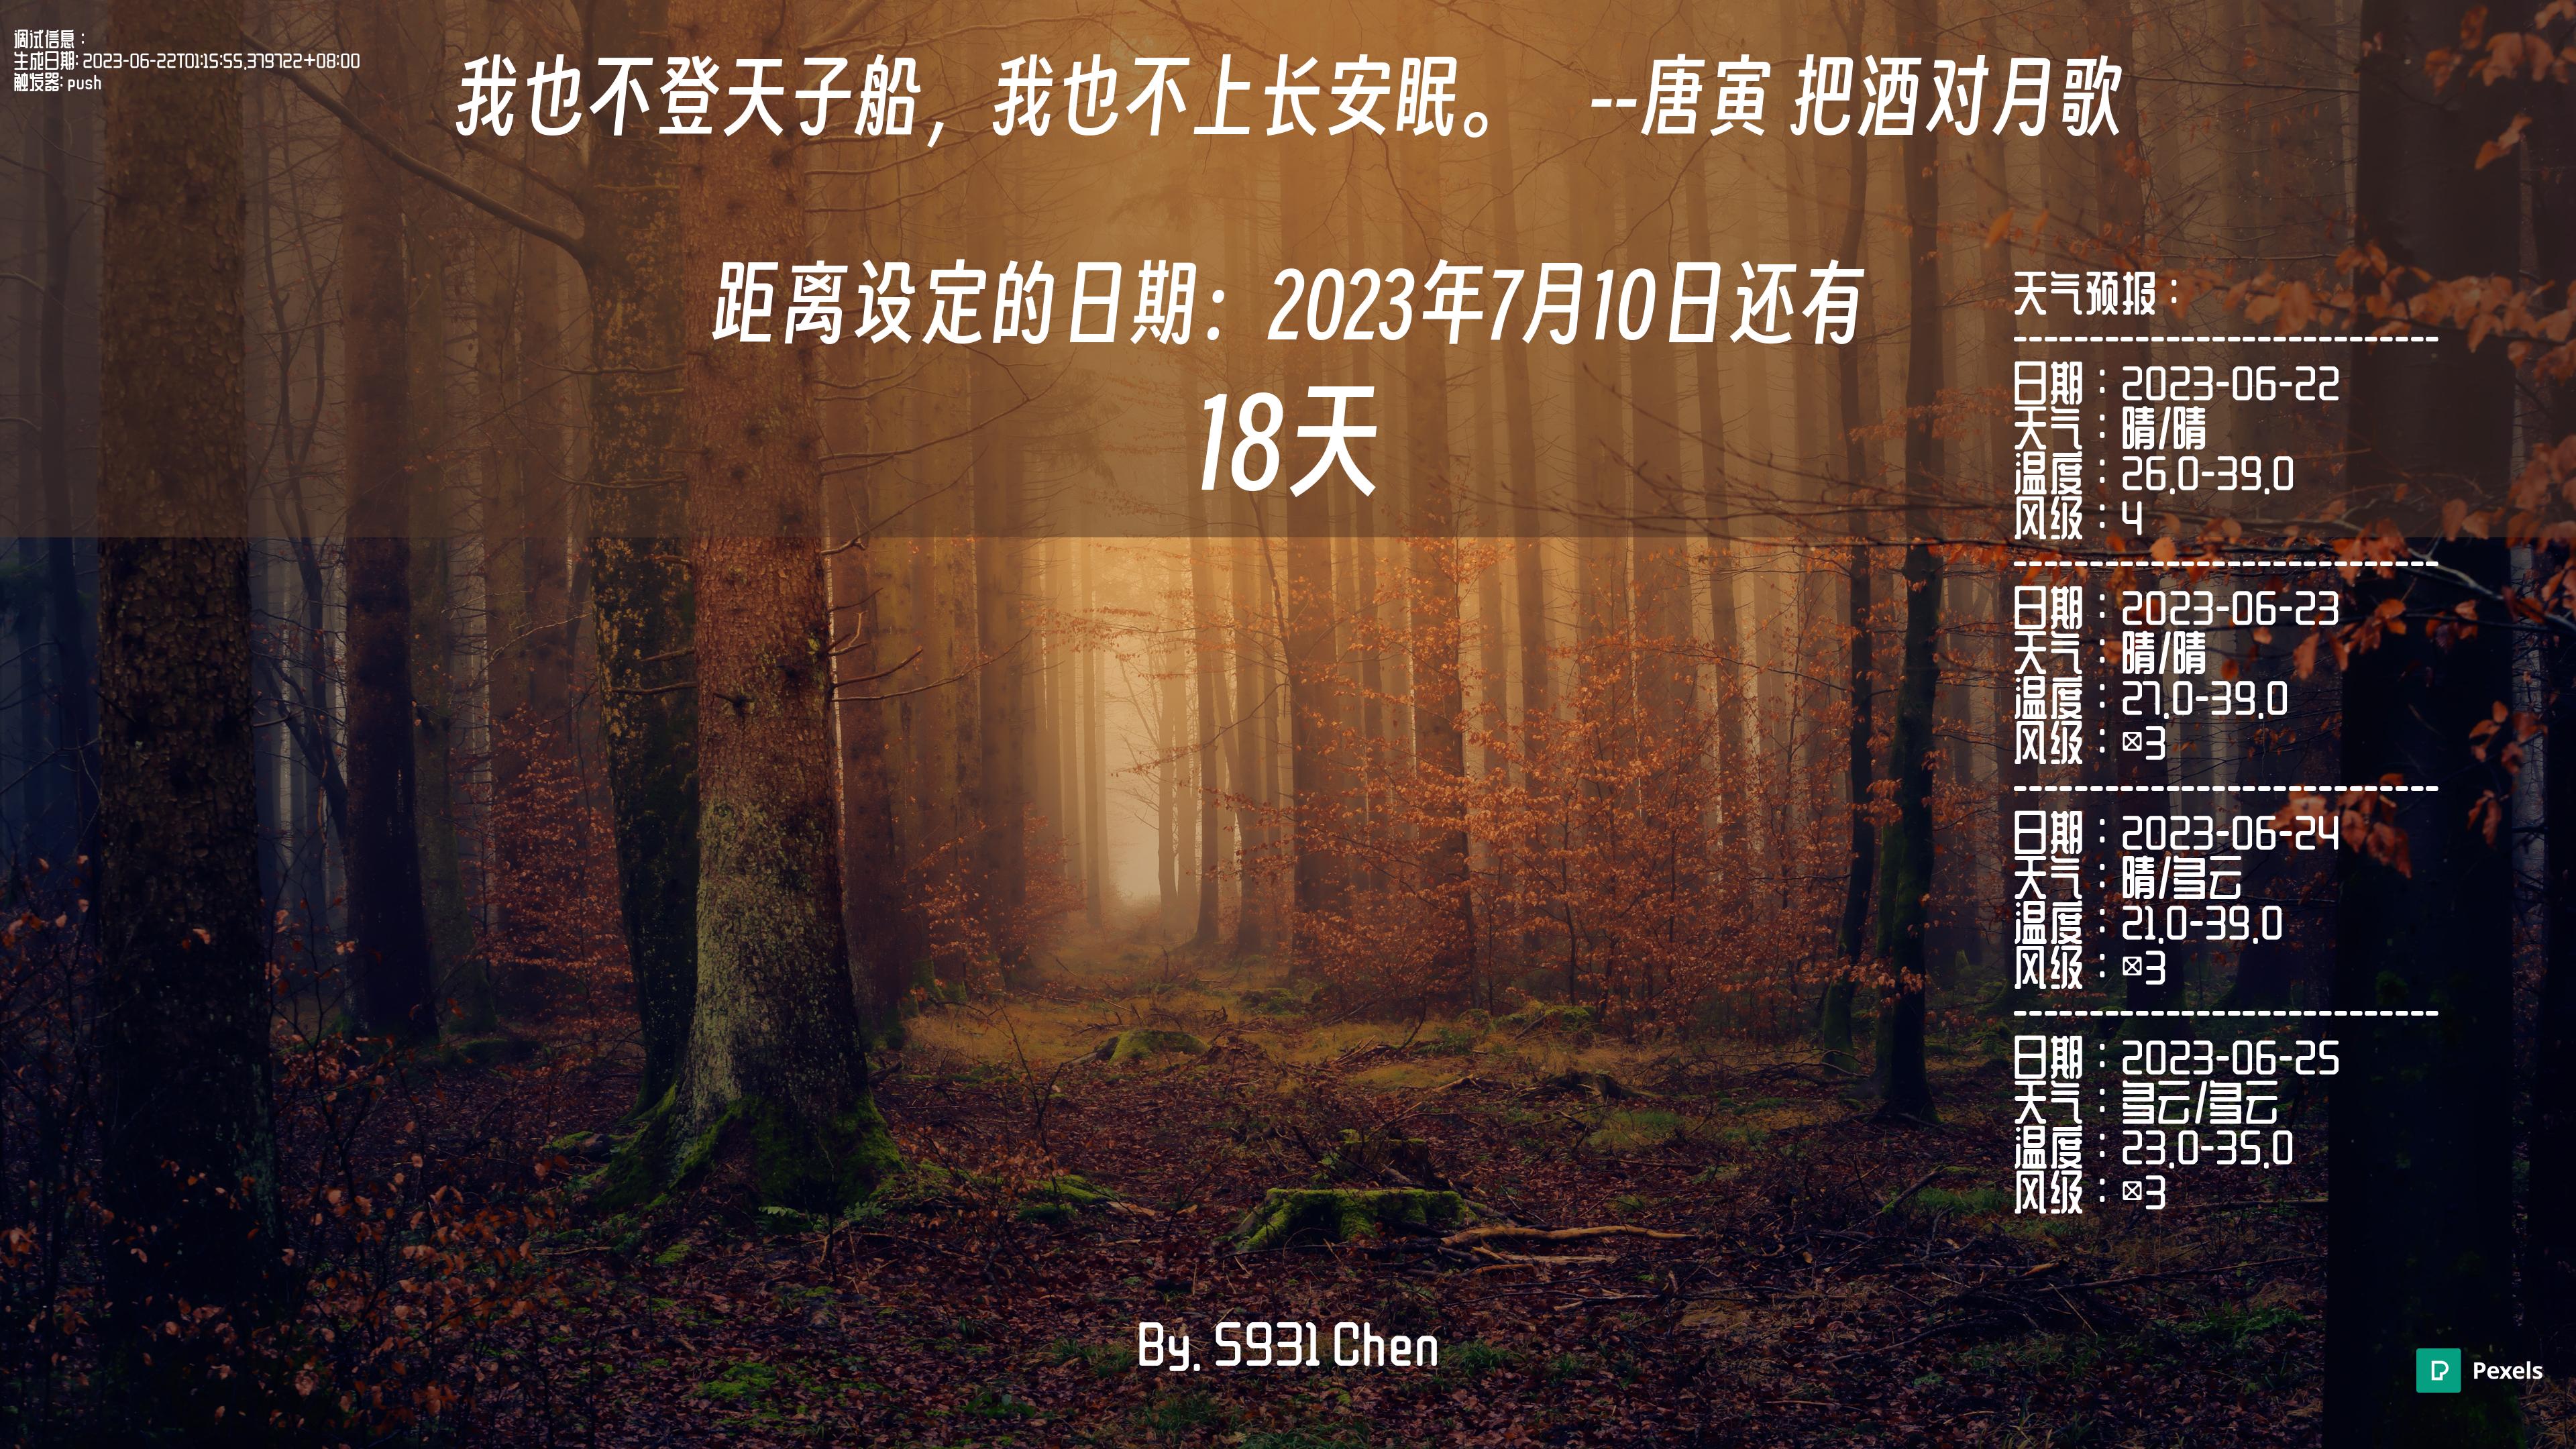 调试信息：
生成日期: 2023-06-22T01:15:55.379722+08:00
触发器: push
我也不登天子船，我也不上长安眠。 --唐寅 把酒对月歌
距离设定的日期：2023年7月10日还有
18天
天气预报：
----------------------------
日期：2023-06-22
天气：晴/晴
温度：26.0-39.0
风级：4
----------------------------
日期：2023-06-23
天气：晴/晴
温度：27.0-39.0
风级：3
----------------------------
日期：2023-06-24
天气：晴/多云
温度：21.0-39.0
风级：3
----------------------------
日期：2023-06-25
天气：多云/多云
温度：23.0-35.0
风级：3
By. S931 Chen
Pexels